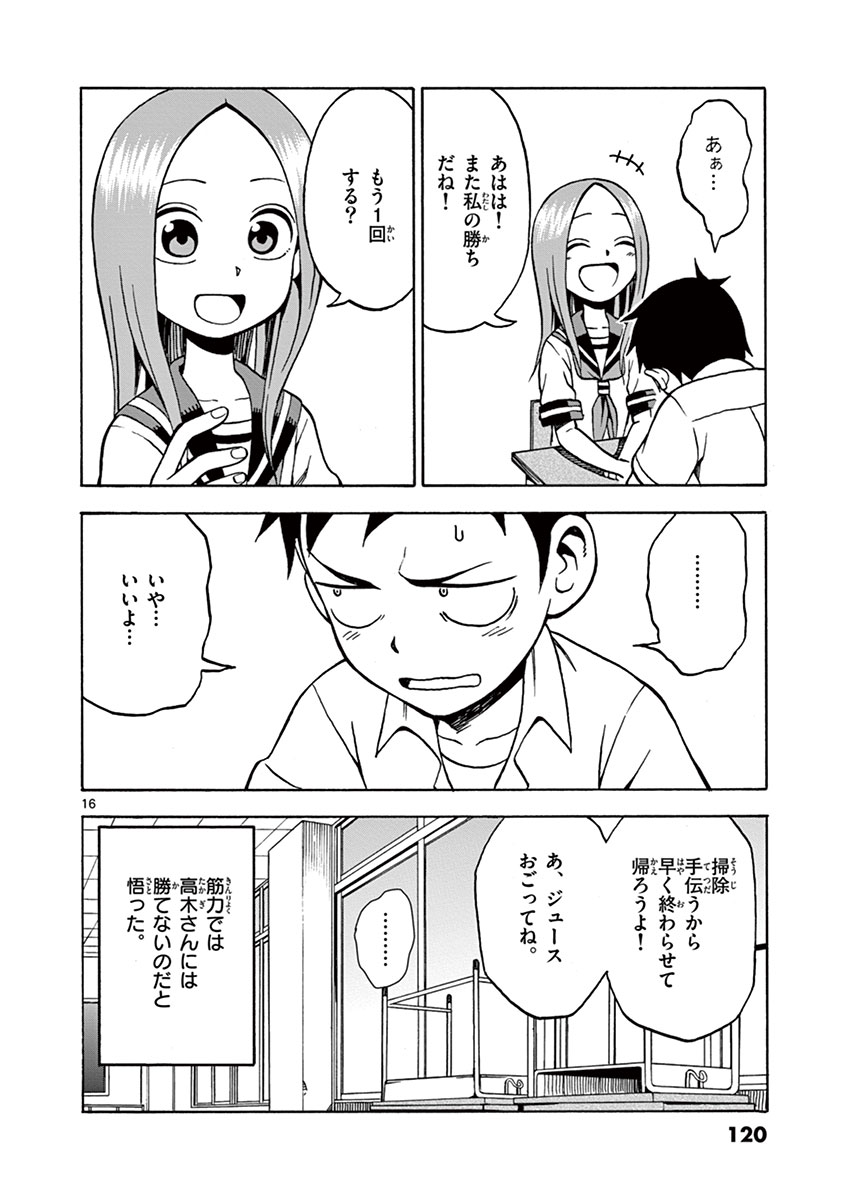 あぁ…
あはは！
また私の勝ち
だね！
もう1回
する？
………
いや…
いいよ…
16
掃除
手伝うから
早く終わらせて
帰ろうよ！
あ、ジュース
おごってね。
………
筋力では
高木さんには
勝てないのだと
悟った。
120